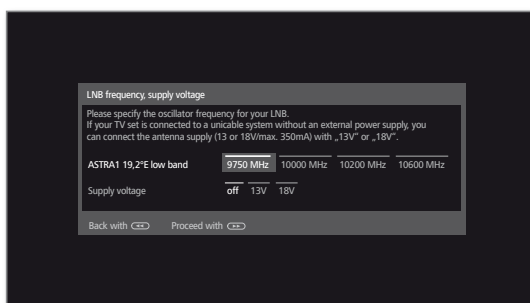 LNB frequency, supply voltage
Please specify the oscillator frequency for your LNB.
If your TV set is connected to a unicable system without an external power supply, you
can connect the antenna supply (13 or 18V/max. 350mA) with „13V“ or „18V“.
ASTRA1 19,2°E low band 9750 MHz 10000 MHz 10200 MHz 10600 MHz
Supply voltage off 13V 18V
Back with ◄◄ Proceed with ►►